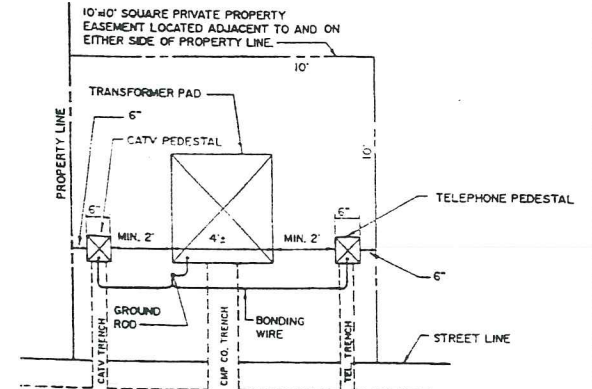 10'x10' SQUARE PRIVATE PROPERTY
EASEMENT LOCATED ADJACENT TO AND ON
EITHER SIDE OF PROPERTY LINE.
10'
TRANSFORMER PAD
6"
CATV PEDESTAL
PROPERTY LINE
10'
TELEPHONE PEDESTAL
6"
6"
MIN. 2'
4'±
MIN. 2'
6"
GROUND
ROD
BONDING
WIRE
CATV TRENCH
CMP CO. TRENCH
TEL. TRENCH
STREET LINE